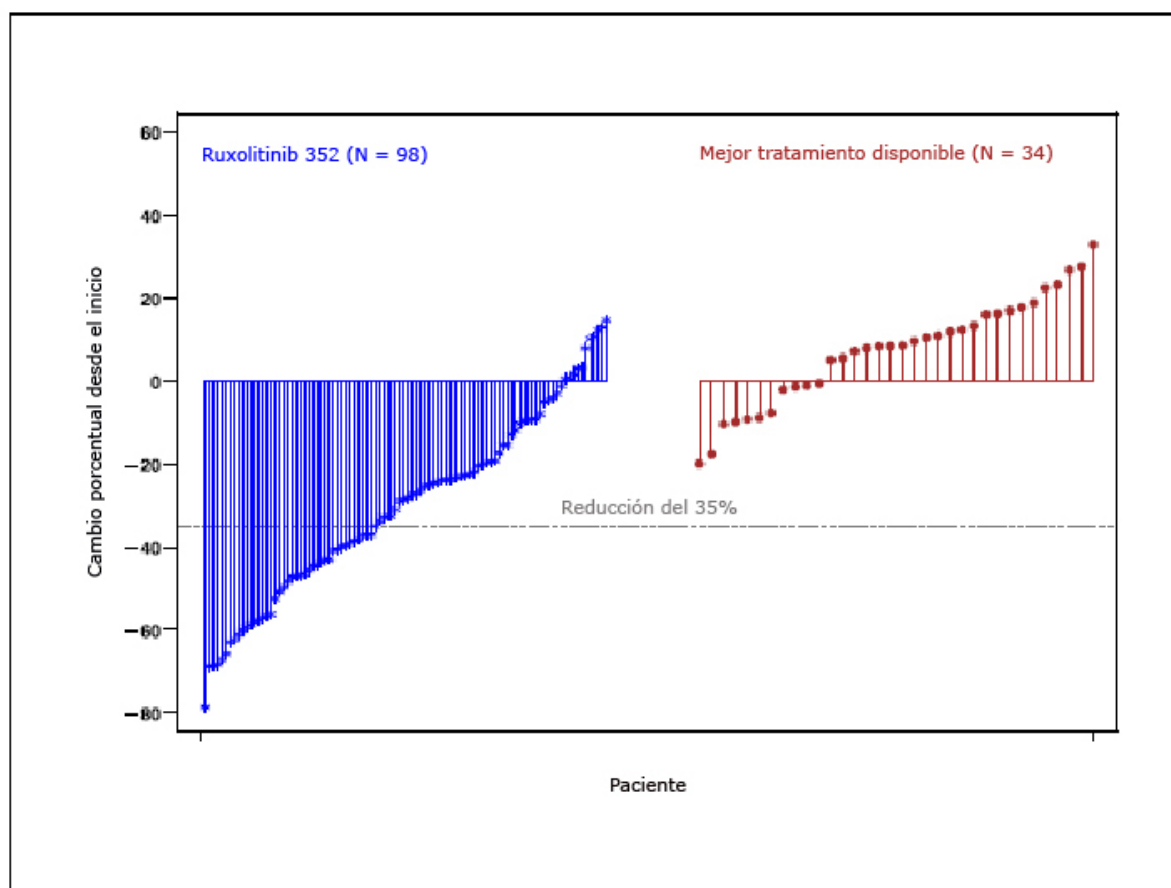 Ruxolitinib 352 (N = 98)
Mejor tratamiento disponible (N = 34)
60
40
20
0
−20
−40
−60
−80
Cambio porcentual desde el inicio
Reducción del 35%
Paciente